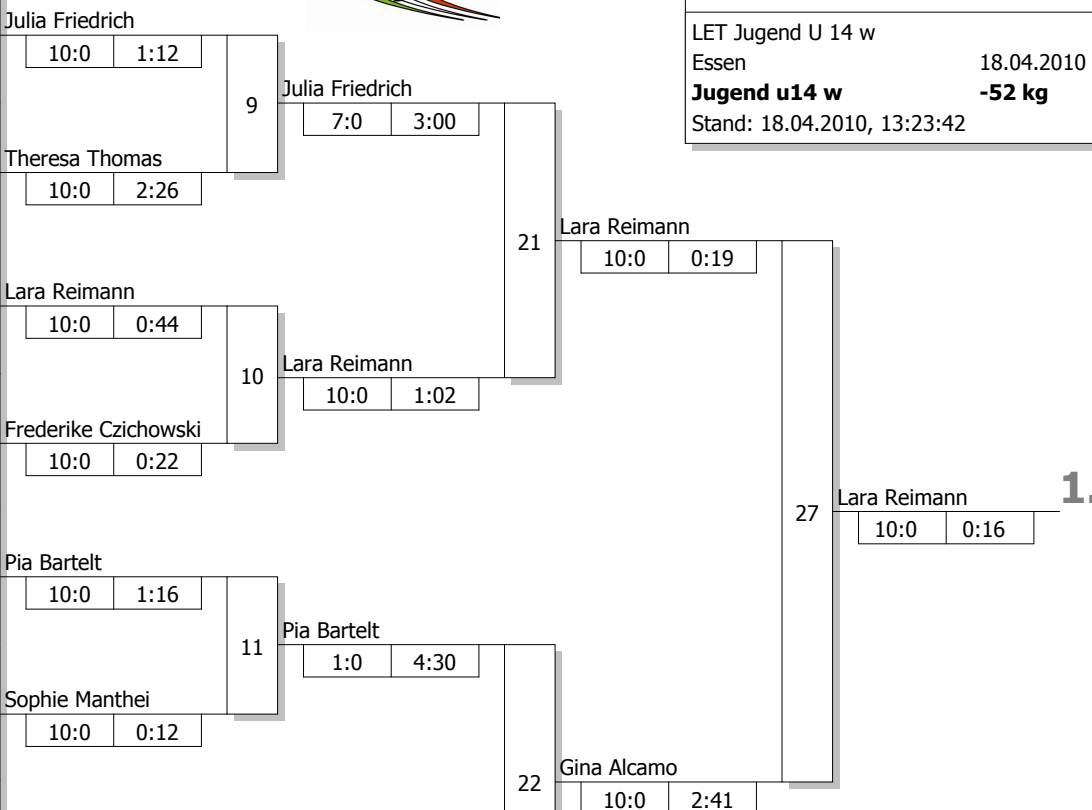 LET Jugend U 14 w
Essen 18.04.2010
Jugend u14 w -52 kg
Stand: 18.04.2010, 13:23:42
Julia Friedrich
10:0 1:12
9
Julia Friedrich
7:0 3:00
Theresa Thomas
10:0 2:26
21
Lara Reimann
10:0 0:19
Lara Reimann
10:0 0:44
10
Lara Reimann
10:0 1:02
Frederike Czichowski
10:0 0:22
27
Lara Reimann
10:0 0:16
1.
Pia Bartelt
10:0 1:16
11
Pia Bartelt
1:0 4:30
Sophie Manthei
10:0 0:12
22
Gina Alcamo
10:0 2:41